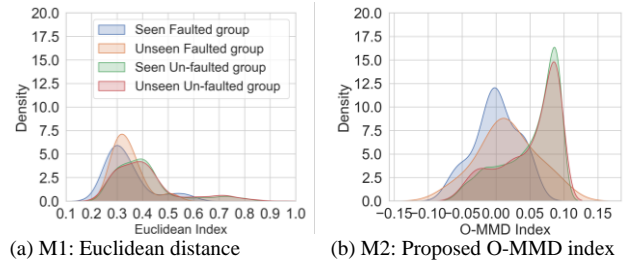 20.0
17.5
15.0
12.5
10.0
7.5
5.0
2.5
0.0
Density
Seen Faulted group
Unseen Faulted group
Seen Un-faulted group
Unseen Un-faulted group
0.1 0.2 0.3 0.4 0.5 0.6 0.7 0.8 0.9 1.0
Euclidean Index
(a) M1: Euclidean distance
20.0
17.5
15.0
12.5
10.0
7.5
5.0
2.5
0.0
Density
−0.15−0.10−0.05 0.00 0.05 0.10 0.15
O-MMD Index
(b) M2: Proposed O-MMD index